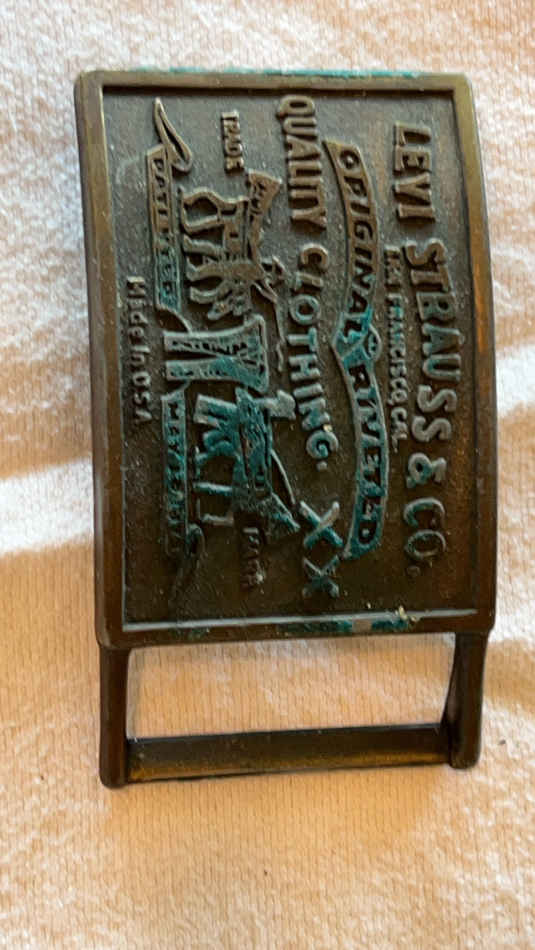 LEVI STRAUSS & CO.
SAN FRANCISCO, CAL.
ORIGINAL RIVETED
QUALITY CLOTHING. XX
TRADE MARK
PATENTED
Made in USA